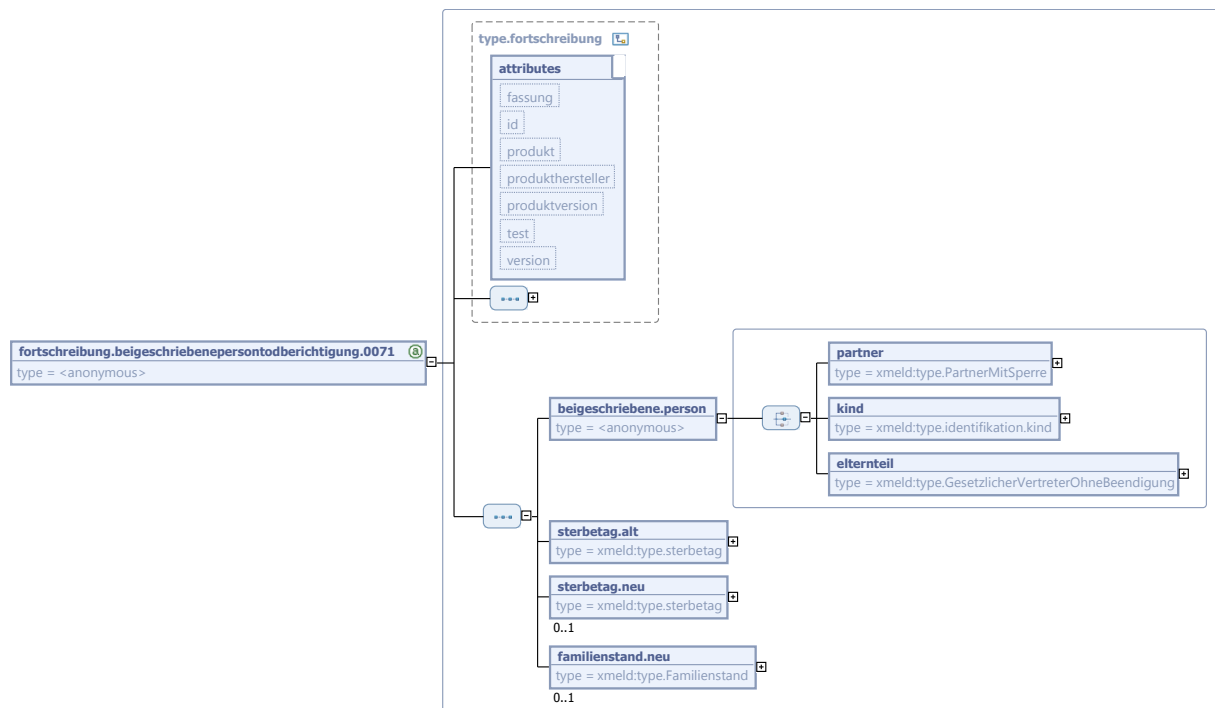 type.fortschreibung
attributes
fassung
id
produkt
produkthersteller
produktversion
test
version
fortschreibung.beigeschriebenepersontodberichtigung.0071 a
type = <anonymous>
beigeschriebene.person
type = <anonymous>
partner
type = xmeld:type.PartnerMitSperre
kind
type = xmeld:type.identifikation.kind
elternteil
type = xmeld:type.GesetzlicherVertreterOhneBeendigung
sterbetag.alt
type = xmeld:type.sterbetag
sterbetag.neu
type = xmeld:type.sterbetag
0..1
familienstand.neu
type = xmeld:type.Familienstand
0..1